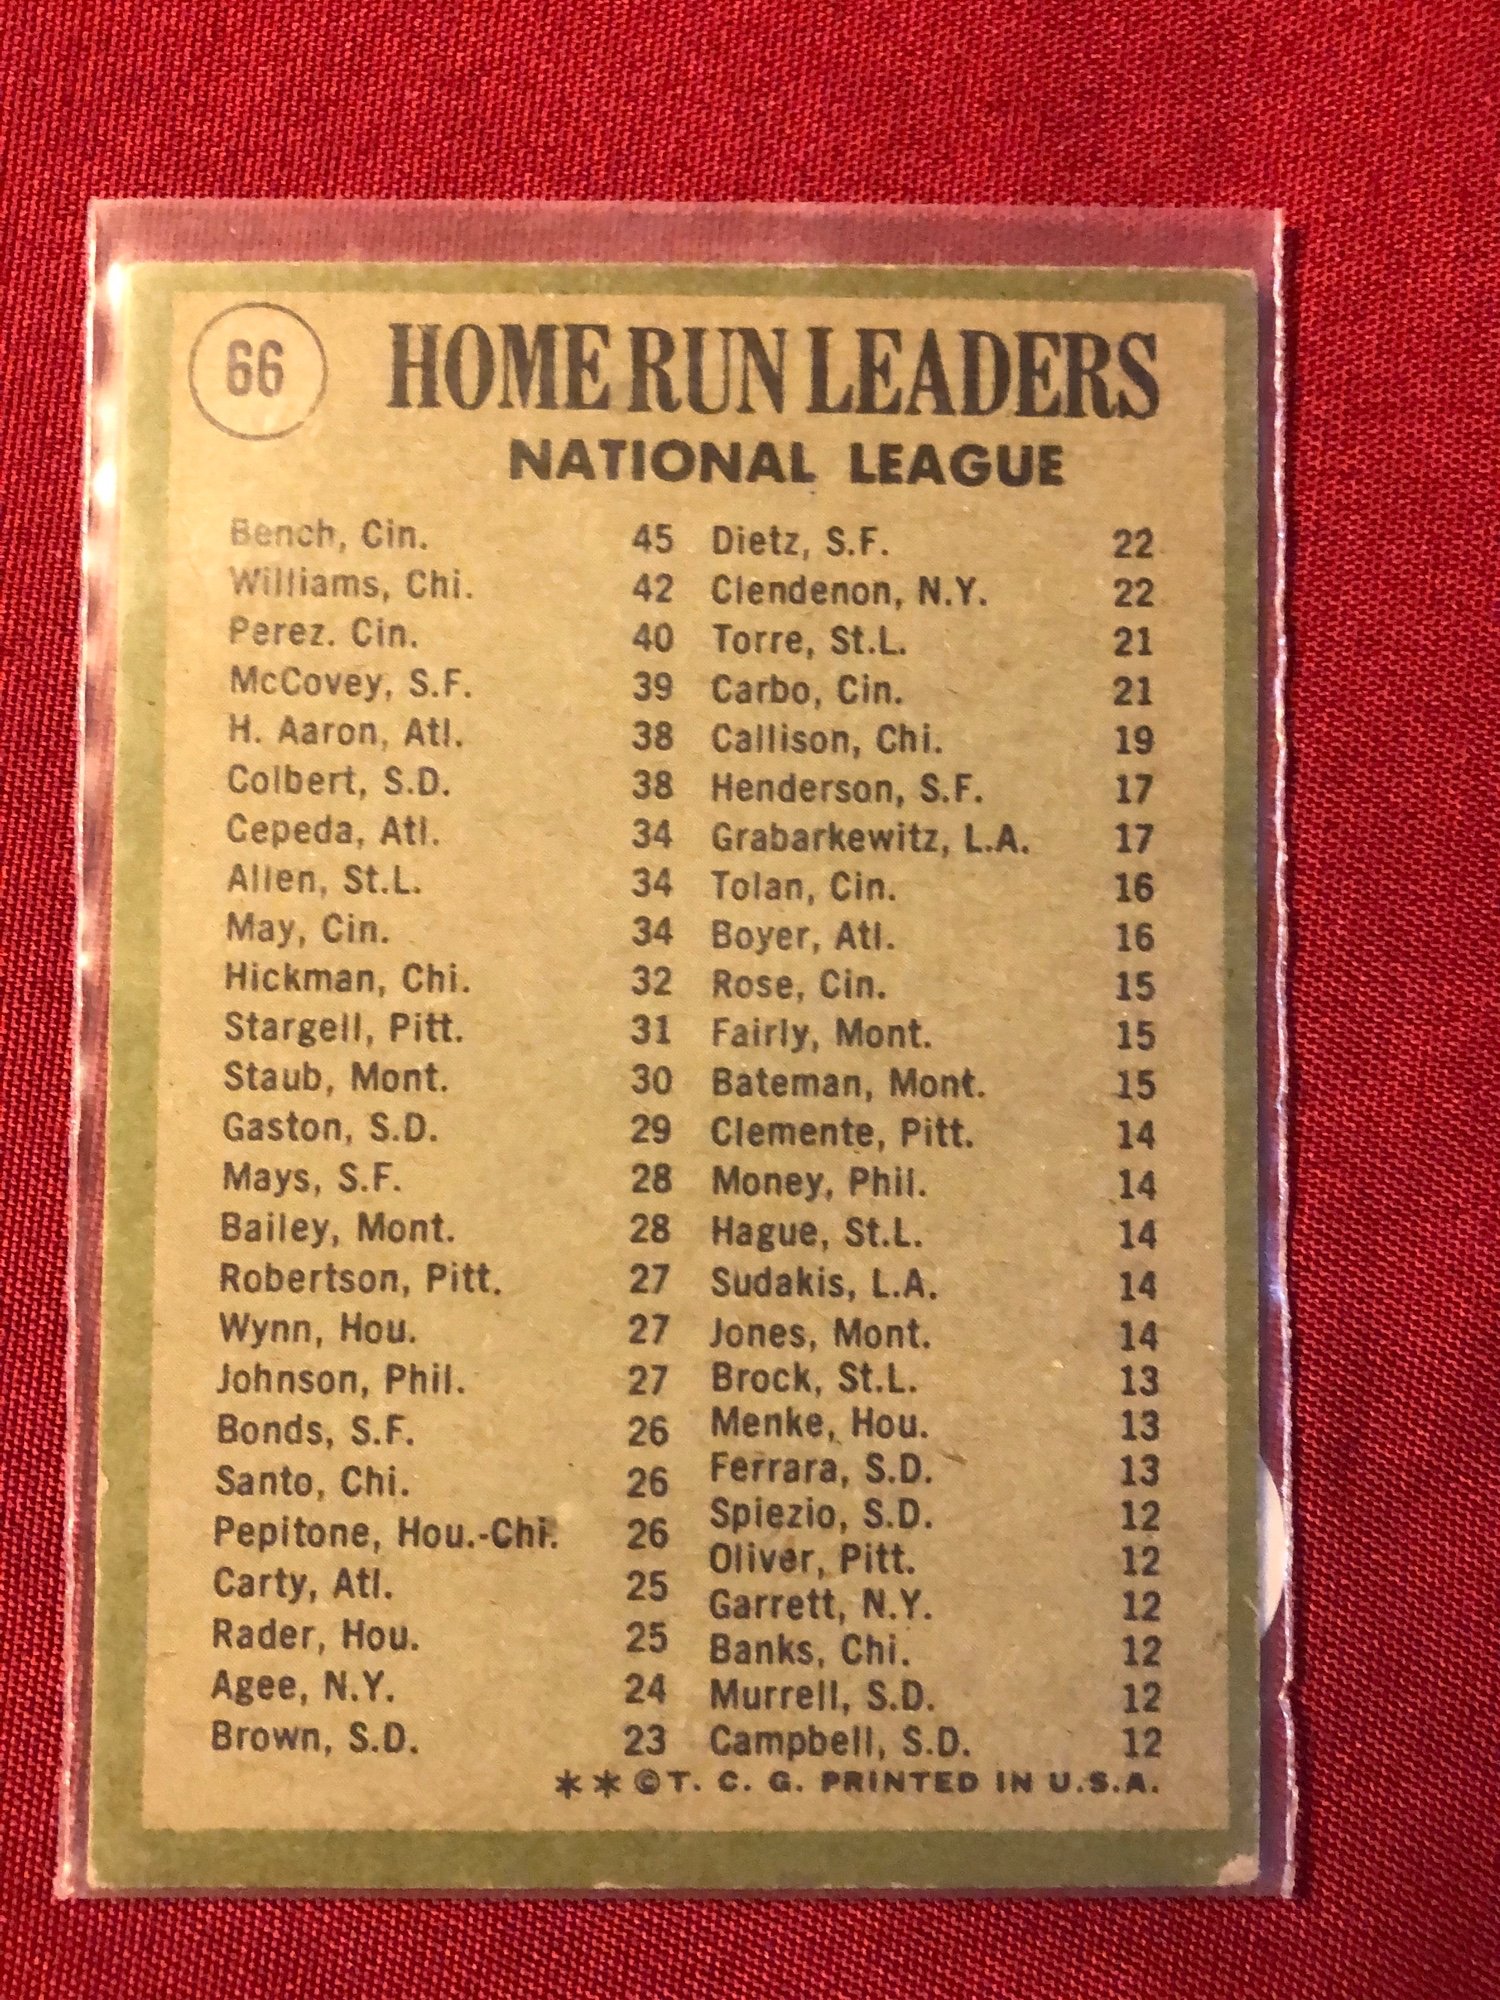 66
HOME RUN LEADERS
NATIONAL LEAGUE
Bench, Cin. 45
Williams, Chi. 42
Perez. Cin. 40
McCovey, S.F. 39
H. Aaron, Atl. 38
Colbert, S.D. 38
Cepeda, Atl. 34
Allen, St.L. 34
May, Cin. 34
Hickman, Chi. 32
Stargell, Pitt. 31
Staub, Mont. 30
Gaston, S.D. 29
Mays, S.F. 28
Bailey, Mont. 28
Robertson, Pitt. 27
Wynn, Hou. 27
Johnson, Phil. 27
Bonds, S.F. 26
Santo, Chi. 26
Pepitone, Hou.-Chi. 26
Carty, Atl. 25
Rader, Hou. 25
Agee, N.Y. 24
Brown, S.D. 23
Dietz, S.F. 22
Clendenon, N.Y. 22
Torre, St.L. 21
Carbo, Cin. 21
Callison, Chi. 19
Henderson, S.F. 17
Grabarkewitz, L.A. 17
Tolan, Cin. 16
Boyer, Atl. 16
Rose, Cin. 15
Fairly, Mont. 15
Bateman, Mont. 15
Clemente, Pitt. 14
Money, Phil. 14
Hague, St.L. 14
Sudakis, L.A. 14
Jones, Mont. 14
Brock, St.L. 13
Menke, Hou. 13
Ferrara, S.D. 13
Spiezio, S.D. 12
Oliver, Pitt. 12
Garrett, N.Y. 12
Banks, Chi. 12
Murrell, S.D. 12
Campbell, S.D. 12
**©T. C. G. PRINTED IN U.S.A.